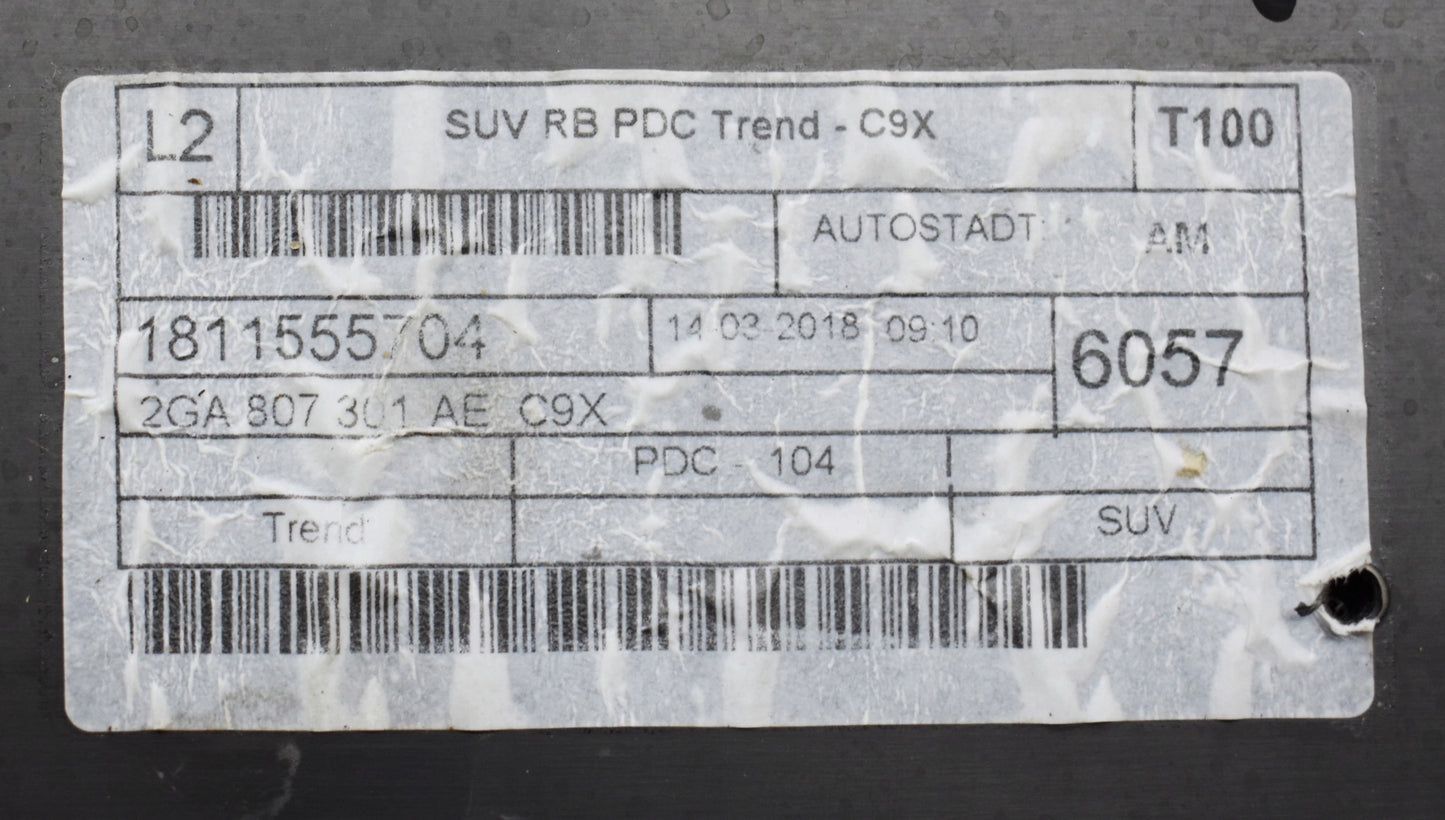 L2 SUV RB PDC Trend - C9X T100
AUTOSTADT: AM
1811555704 14-03-2018 09:10 6057
2GA 807 301 AE C9X
PDC - 104
Trend SUV